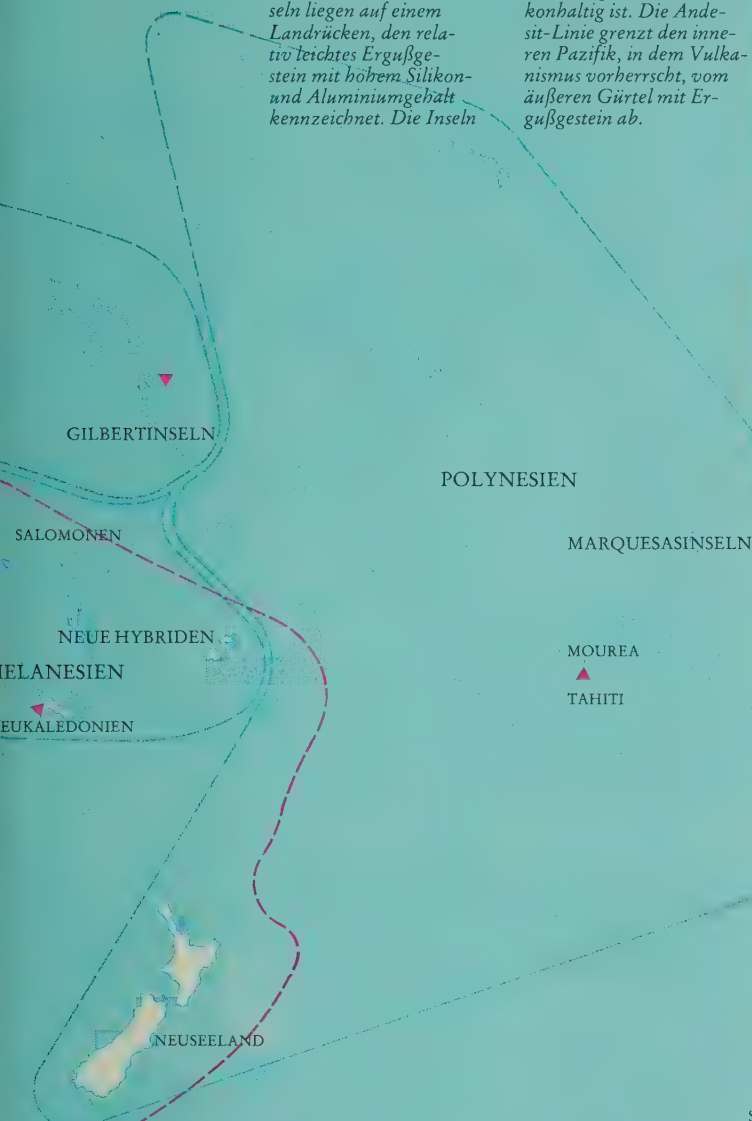 seln liegen auf einem
Landrücken, den rela-
tiv leichtes Ergußge-
stein mit hohem Silikon-
und Aluminiumgehalt
kennzeichnet. Die Inseln
konhaltig ist. Die Ande-
sit-Linie grenzt den inne-
ren Pazifik, in dem Vulka-
nismus vorherrscht, vom
äußeren Gürtel mit Er-
gußgestein ab.
GILBERTINSELN
POLYNESIEN
SALOMONEN
MARQUESASINSELN
NEUE HYBRIDEN
MOUREA
IELANESIEN
TAHITI
EUKALEDONIEN
NEUSEELAND
S